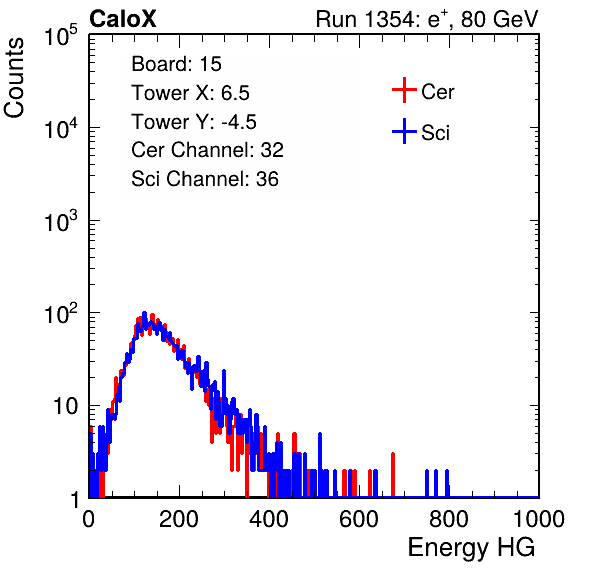 CaloX Run 1354: e⁺, 80 GeV
Counts
10⁵
10⁴
10³
10²
10
1
Board: 15
Tower X: 6.5
Tower Y: -4.5
Cer Channel: 32
Sci Channel: 36
Cer
Sci
0 200 400 600 800 1000
Energy HG